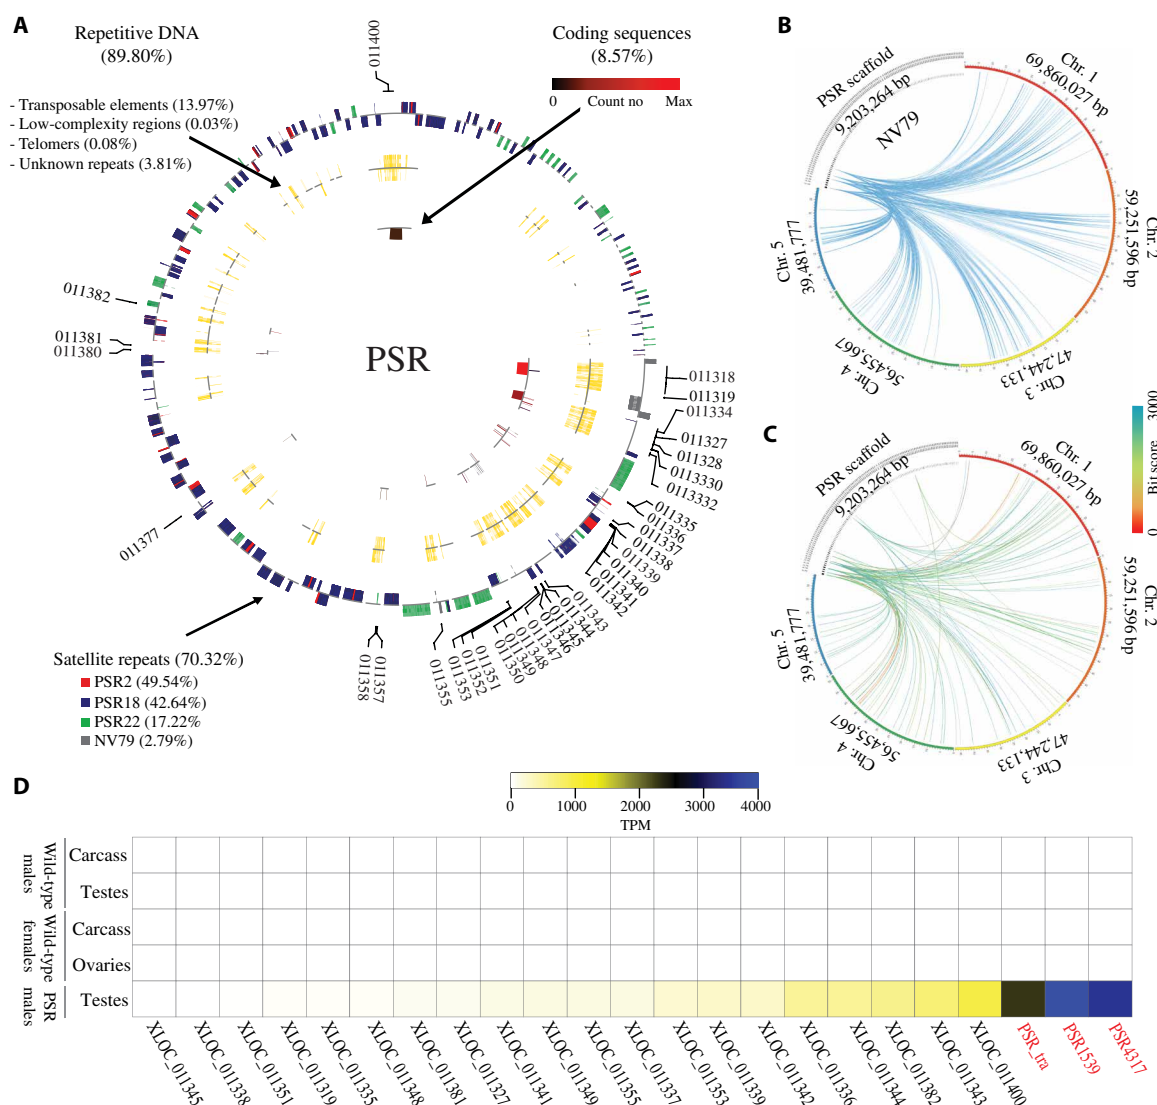 A
Repetitive DNA
(89.80%)
- Transposable elements (13.97%)
- Low-complexity regions (0.03%)
- Telomers (0.08%)
- Unknown repeats (3.81%)
011400
Coding sequences
(8.57%)
0 Count no Max
PSR
011382
011381
011380
011377
011318
011319
011334
011327
011328
011330
0113332
011335
011336
011337
011338
011339
011340
011341
011342
011343
011344
011345
011346
011347
011348
011349
011350
011351
011352
011353
011355
011357
011358
Satellite repeats (70.32%)
PSR2 (49.54%)
PSR18 (42.64%)
PSR22 (17.22%
NV79 (2.79%)
B
PSR scaffold
9,203,264 bp
NV79
Chr. 1
69,860,027 bp
Chr. 2
59,251,596 bp
Chr. 3
47,244,133
Chr. 4
56,455,667
Chr. 5
39,481,777
C
PSR scaffold
9,203,264 bp
Chr. 1
69,860,027 bp
Chr. 2
59,251,596 bp
Chr. 3
47,244,133
Chr. 4
56,455,667
Chr. 5
39,481,777
0 Bit score 3000
D
0 1000 2000 3000 4000
TPM
Wild-type
males
Carcass
Testes
Wild-type
females
Carcass
Ovaries
PSR
males
Testes
XLOC_011345
XLOC_011338
XLOC_011351
XLOC_011319
XLOC_011335
XLOC_011348
XLOC_011381
XLOC_011327
XLOC_011341
XLOC_011349
XLOC_011355
XLOC_011337
XLOC_011353
XLOC_011339
XLOC_011342
XLOC_011336
XLOC_011344
XLOC_011382
XLOC_011343
XLOC_011400
PSR_tra
PSR1539
PSR4317